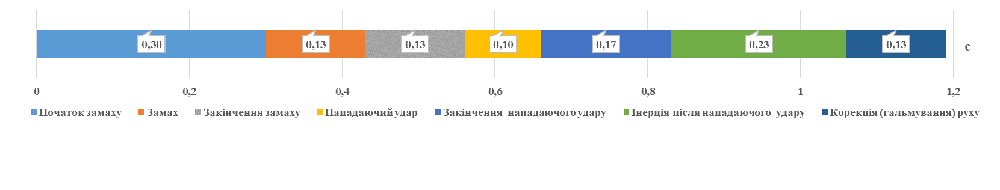 0,30 0,13 0,13 0,10 0,17 0,23 0,13 с
0 0,2 0,4 0,6 0,8 1 1,2
Початок замаху Замах Закінчення замаху Нападаючий удар Закінчення нападаючого удару Інерція після нападаючого удару Корекція (гальмування) руху